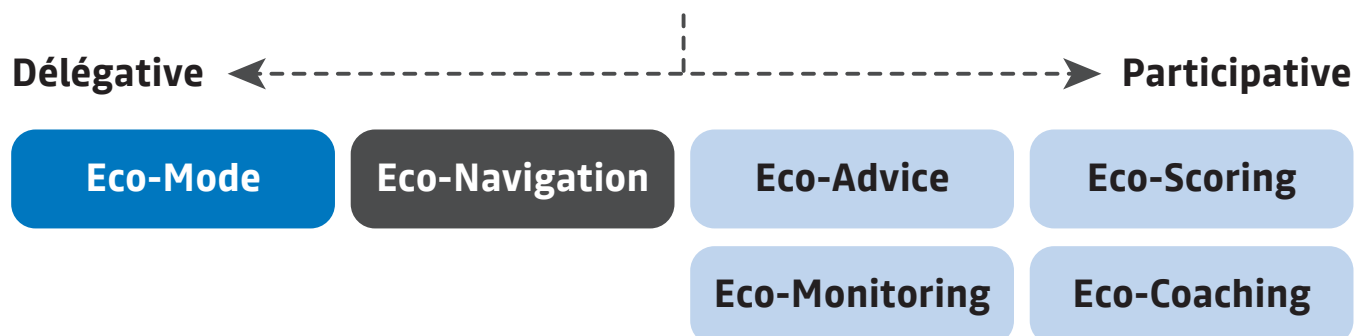 Délégative Participative
Eco-Mode Eco-Navigation Eco-Advice Eco-Scoring
Eco-Monitoring Eco-Coaching